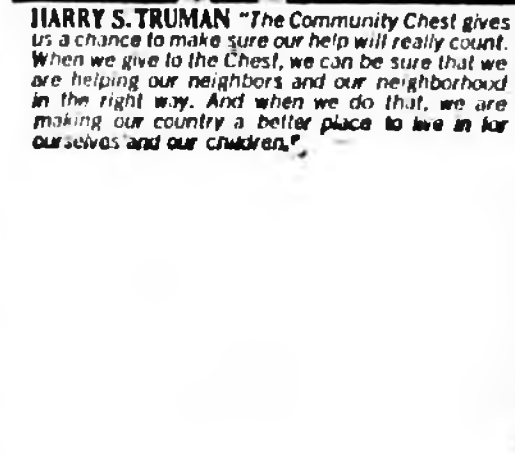 HARRY S. TRUMAN "The Community Chest gives
us a chance to make sure our help will really count.
When we give to the Chest, we can be sure that we
are helping our neighbors and our neighborhood
in the right way. And when we do that, we are
making our country a better place to live in for
ourselves and our children."